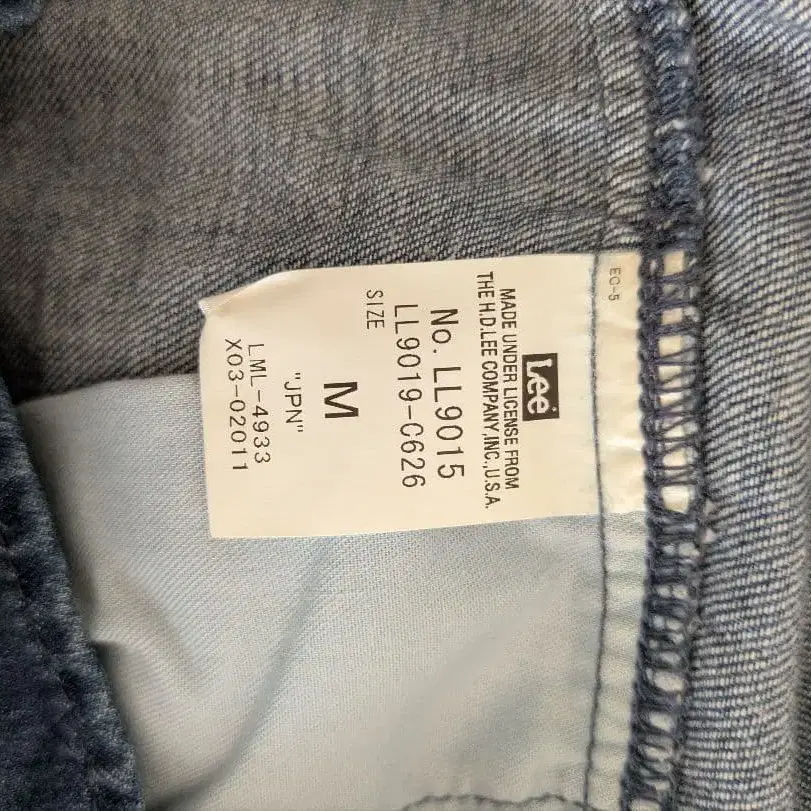 EC-5
Lee
MADE UNDER LICENSE FROM
THE H.D.LEE COMPANY,INC.,U.S.A.
No. LL9015
LL9019-C626
SIZE
M
"JPN"
LML-4933
X03-02011